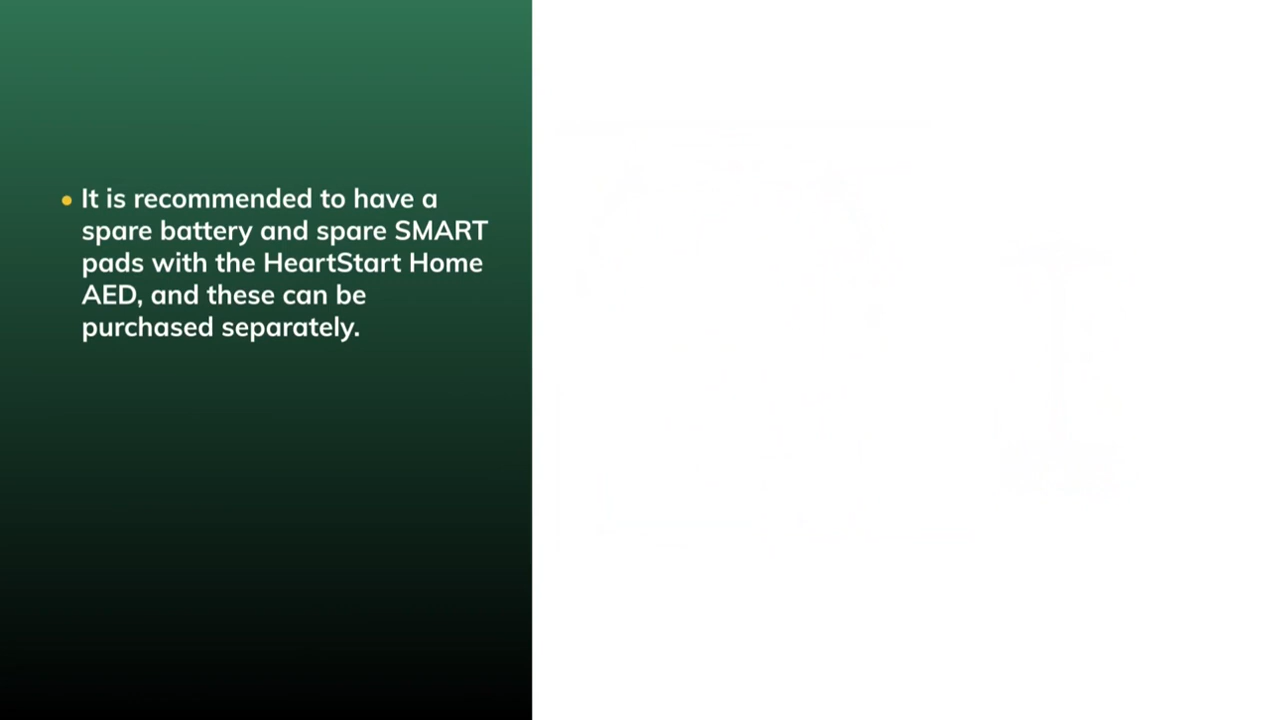 • It is recommended to have a
spare battery and spare SMART
pads with the HeartStart Home
AED, and these can be
purchased separately.